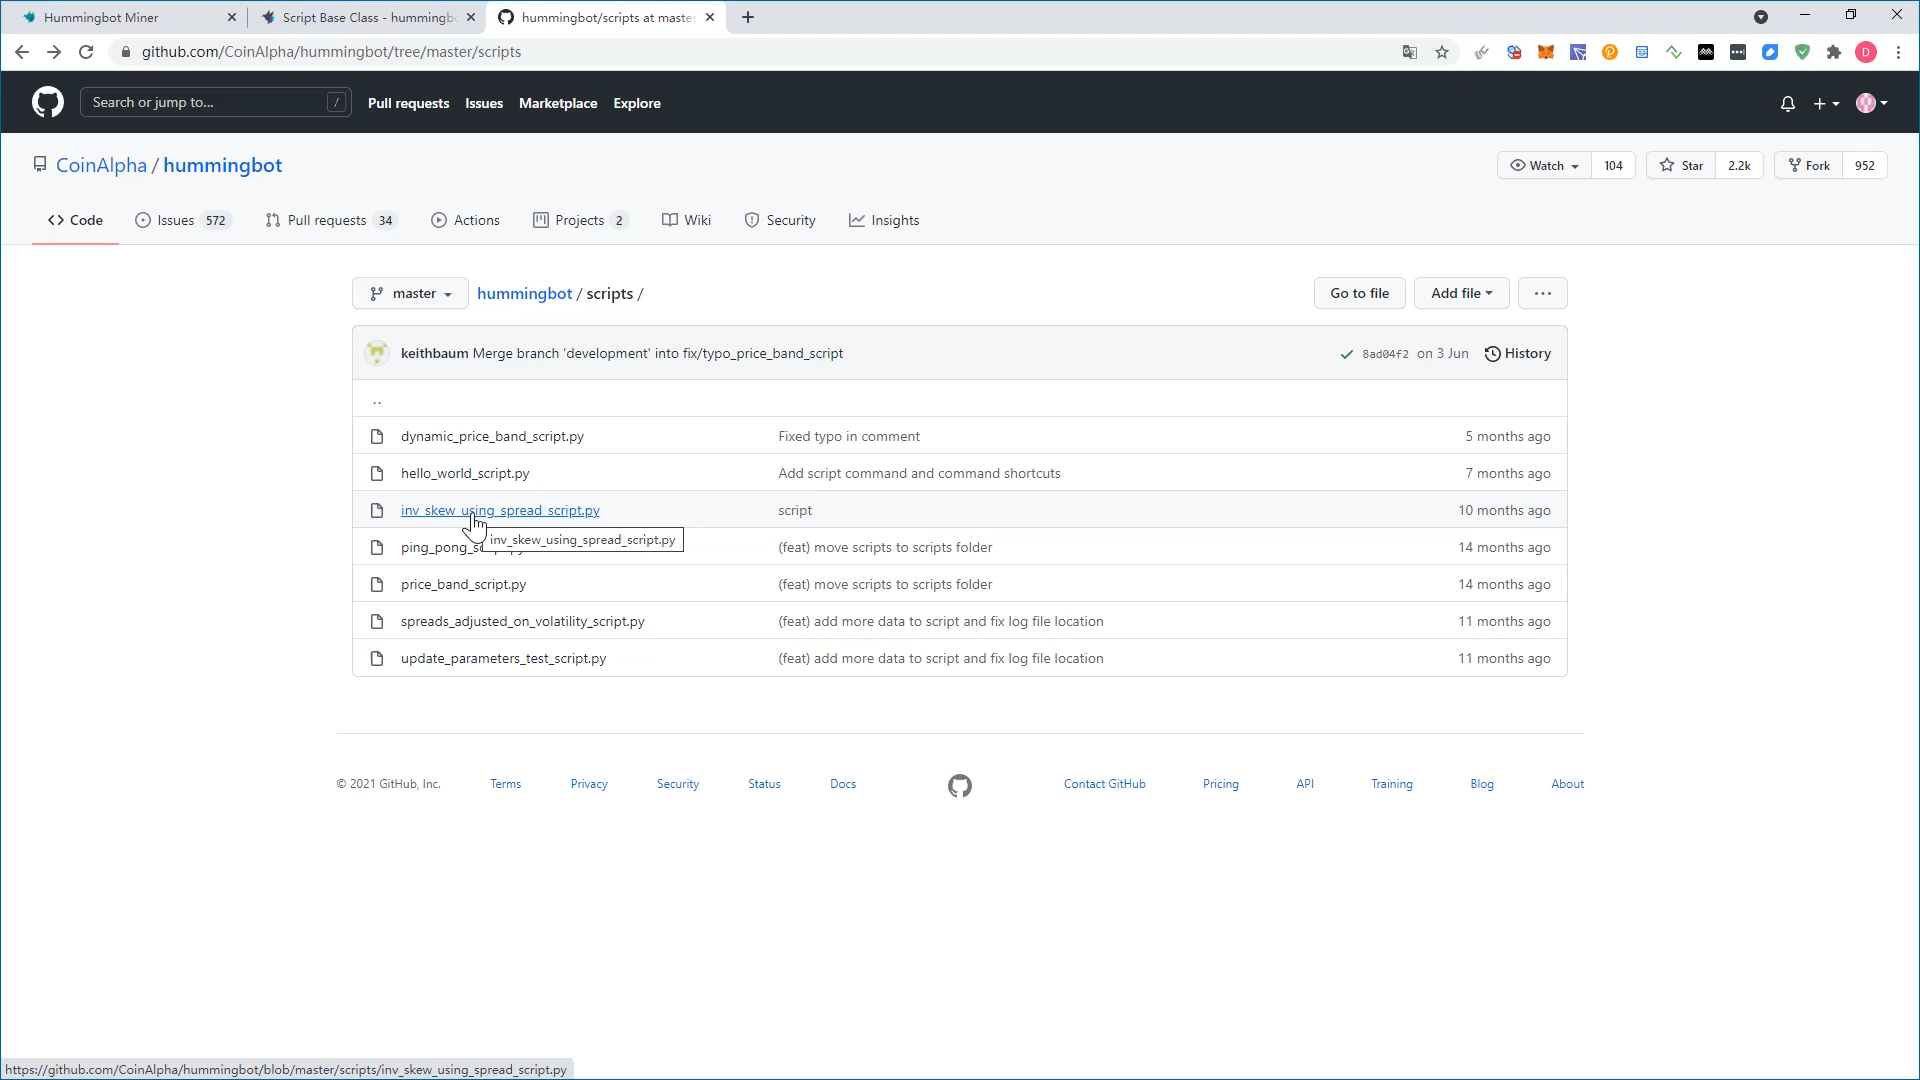 Hummingbot Miner
Script Base Class - hummingb
hummingbot/scripts at master
github.com/CoinAlpha/hummingbot/tree/master/scripts
D
Search or jump to... /
Pull requests Issues Marketplace Explore
CoinAlpha / hummingbot
Watch 104 Star 2.2k Fork 952
Code Issues 572 Pull requests 34 Actions Projects 2 Wiki Security Insights
master hummingbot / scripts / Go to file Add file
keithbaum Merge branch 'development' into fix/typo_price_band_script 8ad04f2 on 3 Jun History
..
dynamic_price_band_script.py Fixed typo in comment 5 months ago
hello_world_script.py Add script command and command shortcuts 7 months ago
inv_skew_using_spread_script.py script 10 months ago
inv_skew_using_spread_script.py
ping_pong_ (feat) move scripts to scripts folder 14 months ago
price_band_script.py (feat) move scripts to scripts folder 14 months ago
spreads_adjusted_on_volatility_script.py (feat) add more data to script and fix log file location 11 months ago
update_parameters_test_script.py (feat) add more data to script and fix log file location 11 months ago
© 2021 GitHub, Inc. Terms Privacy Security Status Docs Contact GitHub Pricing API Training Blog About
https://github.com/CoinAlpha/hummingbot/blob/master/scripts/inv_skew_using_spread_script.py